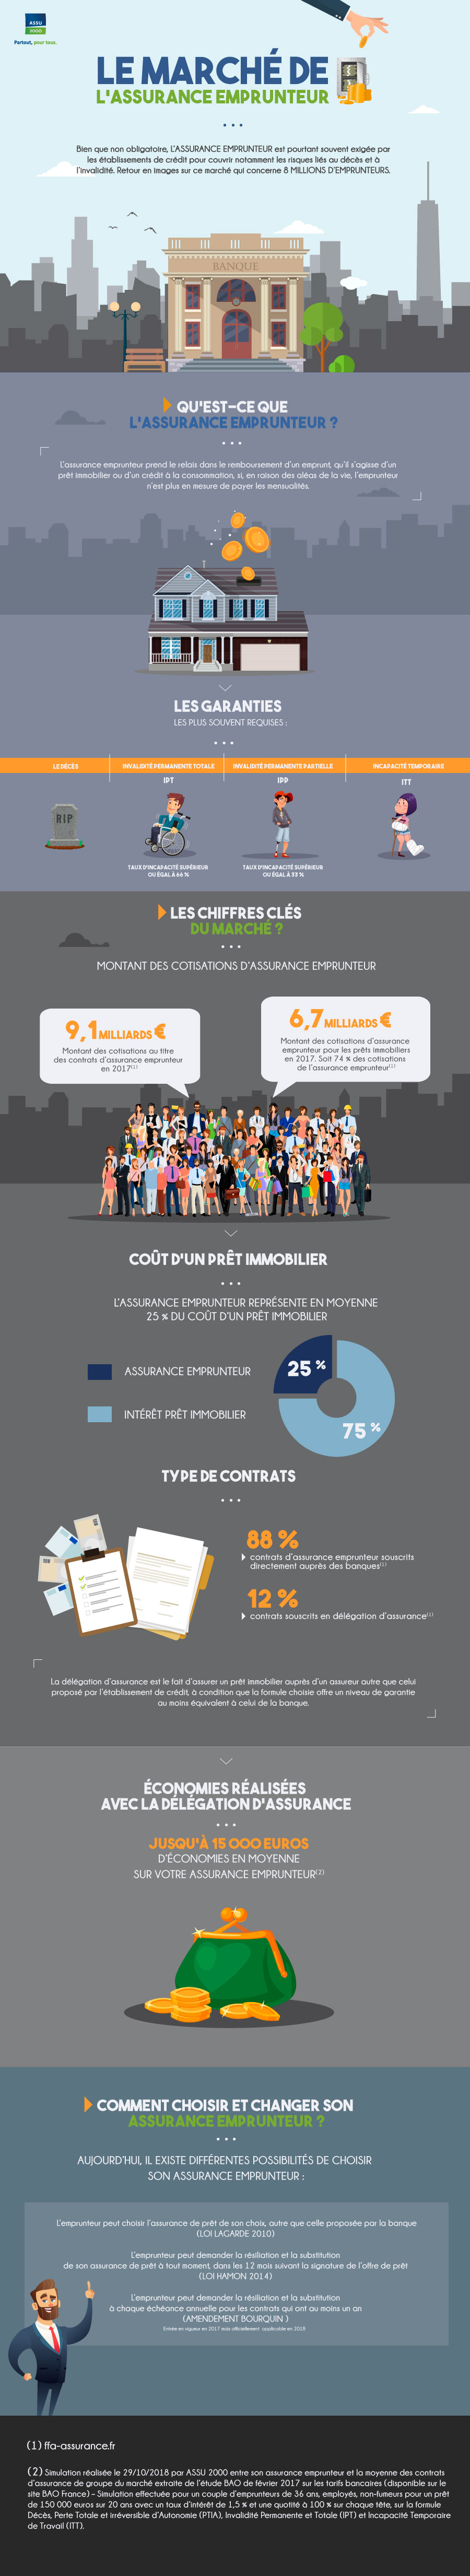 ASSU
2000
Partout, pour tous.
LE MARCHÉ DE
L'ASSURANCE EMPRUNTEUR
Bien que non obligatoire, L'ASSURANCE EMPRUNTEUR est pourtant souvent exigée par
les établissements de crédit pour couvrir notamment les risques liés au décès et à
l'invalidité. Retour en images sur ce marché qui concerne 8 MILLIONS D'EMPRUNTEURS.
BANQUE
QU'EST-CE QUE
L'ASSURANCE EMPRUNTEUR ?
L'assurance emprunteur prend le relais dans le remboursement d'un emprunt, qu'il s'agisse d'un
prêt immobilier ou d'un crédit à la consommation, si, en raison des aléas de la vie, l'emprunteur
n'est plus en mesure de payer les mensualités.
LES GARANTIES
LES PLUS SOUVENT REQUISES :
LE DÉCÈS
INVALIDITÉ PERMANENTE TOTALE
INVALIDITÉ PERMANENTE PARTIELLE
INCAPACITÉ TEMPORAIRE
IPT
IPP
ITT
RIP
TAUX D'INCAPACITÉ SUPÉRIEUR
OU ÉGAL À 66 %
TAUX D'INCAPACITÉ SUPÉRIEUR
OU ÉGAL À 33 %
LES CHIFFRES CLÉS
DU MARCHÉ ?
MONTANT DES COTISATIONS D'ASSURANCE EMPRUNTEUR
9,1 MILLIARDS €
Montant des cotisations au titre
des contrats d'assurance emprunteur
en 2017(1)
6,7 MILLIARDS €
Montant des cotisations d'assurance
emprunteur pour les prêts immobiliers
en 2017. Soit 74 % des cotisations
de l'assurance emprunteur(1)
COÛT D'UN PRÊT IMMOBILIER
L'ASSURANCE EMPRUNTEUR REPRÉSENTE EN MOYENNE
25 % DU COÛT D'UN PRÊT IMMOBILIER
ASSURANCE EMPRUNTEUR
25 %
INTÉRÊT PRÊT IMMOBILIER
75 %
TYPE DE CONTRATS
88 %
contrats d'assurance emprunteur souscrits
directement auprès des banques(1)
12 %
contrats souscrits en délégation d'assurance(1)
La délégation d'assurance est le fait d'assurer un prêt immobilier auprès d'un assureur autre que celui
proposé par l'établissement de crédit, à condition que la formule choisie offre un niveau de garantie
au moins équivalent à celui de la banque.
ÉCONOMIES RÉALISÉES
AVEC LA DÉLÉGATION D'ASSURANCE
JUSQU'À 15 000 EUROS
D'ÉCONOMIES EN MOYENNE
SUR VOTRE ASSURANCE EMPRUNTEUR(2)
COMMENT CHOISIR ET CHANGER SON
ASSURANCE EMPRUNTEUR ?
AUJOURD'HUI, IL EXISTE DIFFÉRENTES POSSIBILITÉS DE CHOISIR
SON ASSURANCE EMPRUNTEUR :
L'emprunteur peut choisir l'assurance de prêt de son choix, autre que celle proposée par la banque
(LOI LAGARDE 2010)
L'emprunteur peut demander la résiliation et la substitution
de son assurance de prêt à tout moment, dans les 12 mois suivant la signature de l'offre de prêt
(LOI HAMON 2014)
L'emprunteur peut demander la résiliation et la substitution
à chaque échéance annuelle pour les contrats qui ont au moins un an
(AMENDEMENT BOURQUIN )
Entrée en vigueur en 2017 mais officiellement applicable en 2018
(1) ffa-assurance.fr
(2) Simulation réalisée le 29/10/2018 par ASSU 2000 entre son assurance emprunteur et la moyenne des contrats
d'assurance de groupe du marché extraite de l'étude BAO de février 2017 sur les tarifs bancaires (disponible sur le
site BAO France) – Simulation effectuée pour un couple d'emprunteurs de 36 ans, employés, non-fumeurs pour un prêt
de 150 000 euros sur 20 ans avec un taux d'intérêt de 1,5 % et une quotité à 100 % sur chaque tête, sur la formule
Décès, Perte Totale et irréversible d'Autonomie (PTIA), Invalidité Permanente et Totale (IPT) et Incapacité Temporaire
de Travail (ITT).